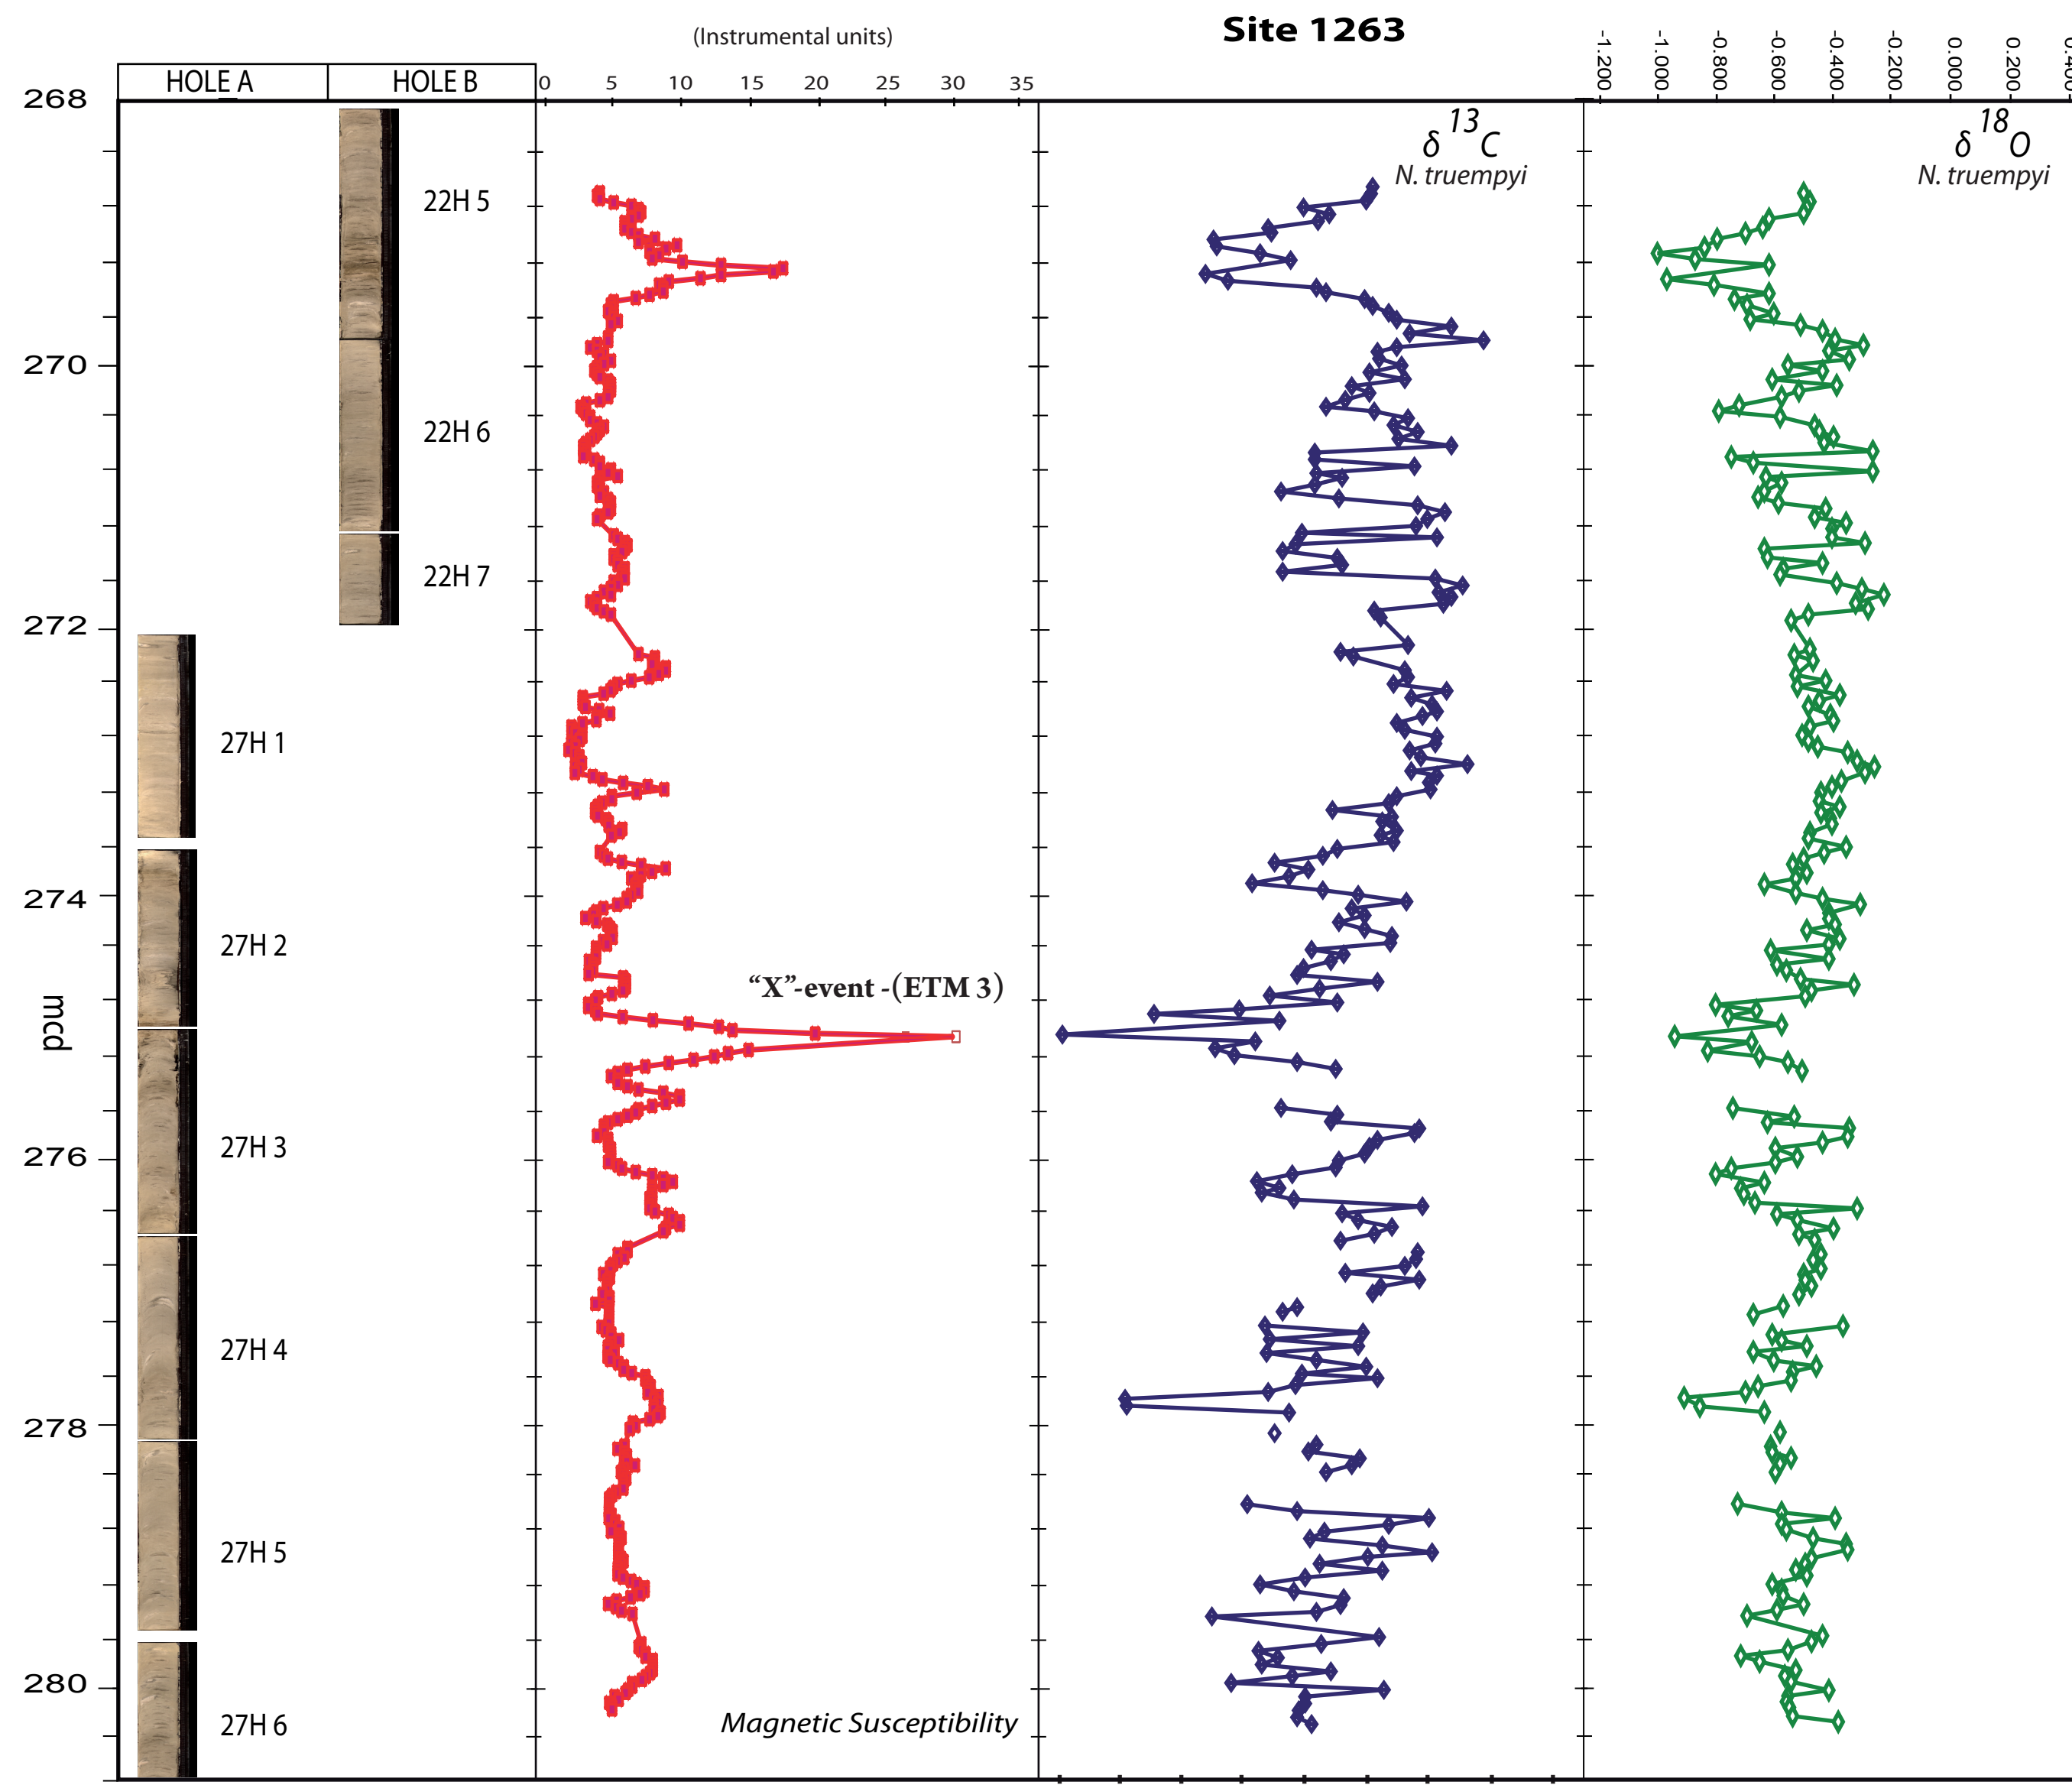 Site 1263
(Instrumental units)
HOLE A HOLE B
0 5 10 15 20 25 30 35
-1.200 -1.000 -0.800 -0.600 -0.400 -0.200 0.000 0.200
268
δ 13 C
N. truempyi
δ 18 O
N. truempyi
22H 5
270
22H 6
22H 7
272
27H 1
274
27H 2
"X"-event -(ETM 3)
mcd
276
27H 3
27H 4
278
27H 5
280
27H 6
Magnetic Susceptibility